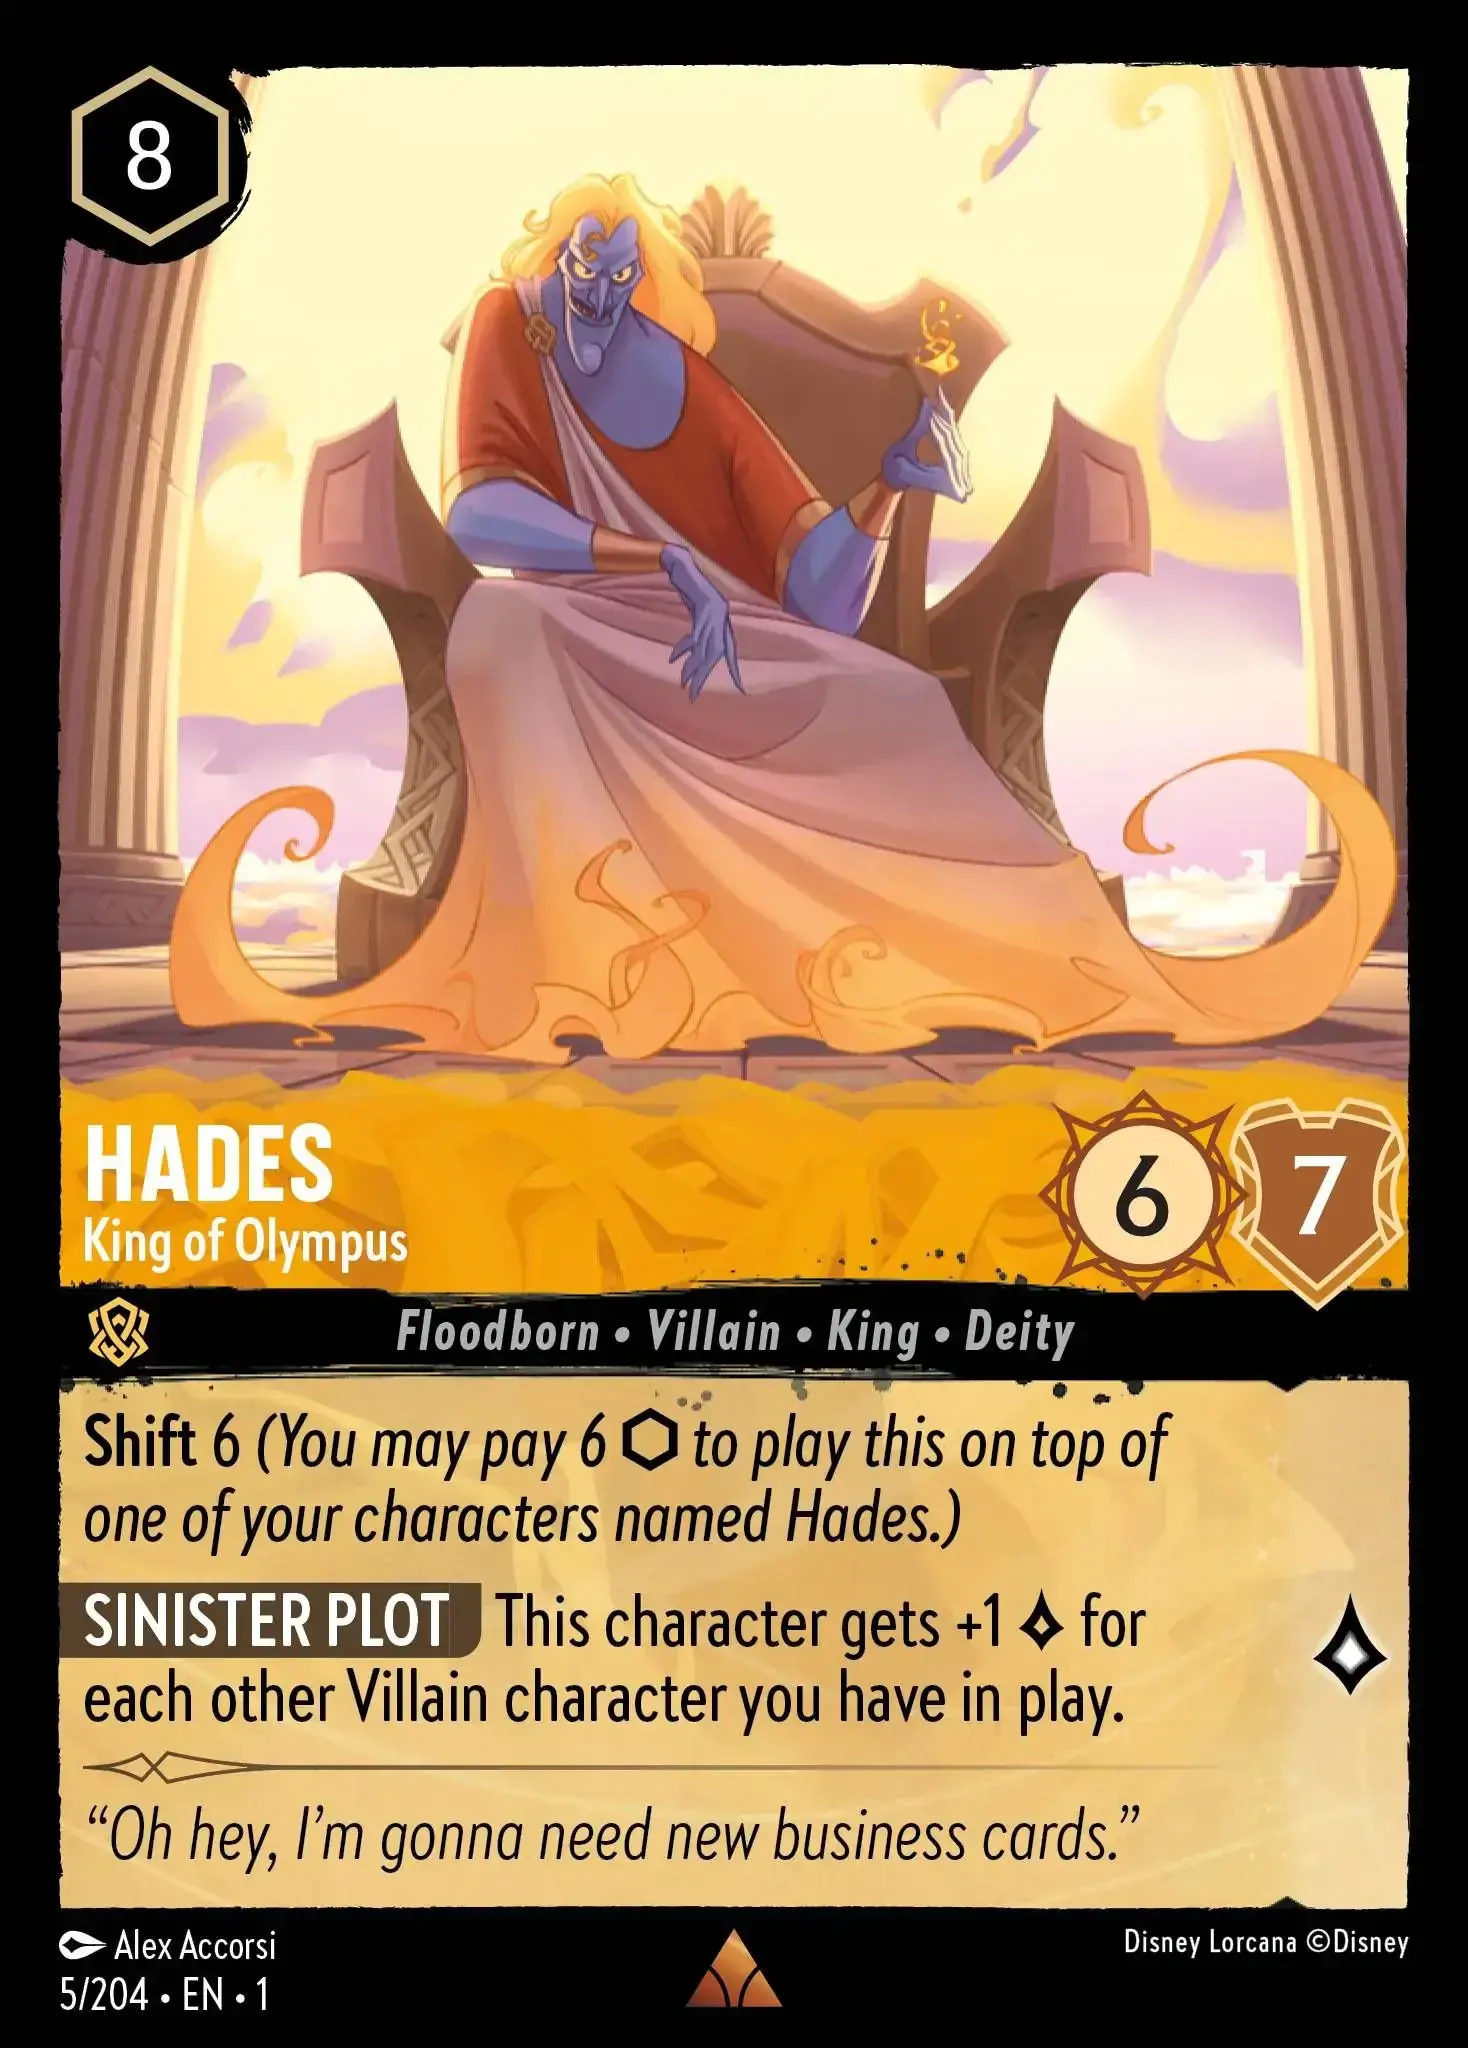 8
HADES
King of Olympus
6
7
Floodborn • Villain • King • Deity
Shift 6 (You may pay 6 ⬡ to play this on top of
one of your characters named Hades.)
SINISTER PLOT This character gets +1 for
each other Villain character you have in play.
“Oh hey, I’m gonna need new business cards.”
Alex Accorsi
Disney Lorcana ©Disney
5/204 • EN • 1